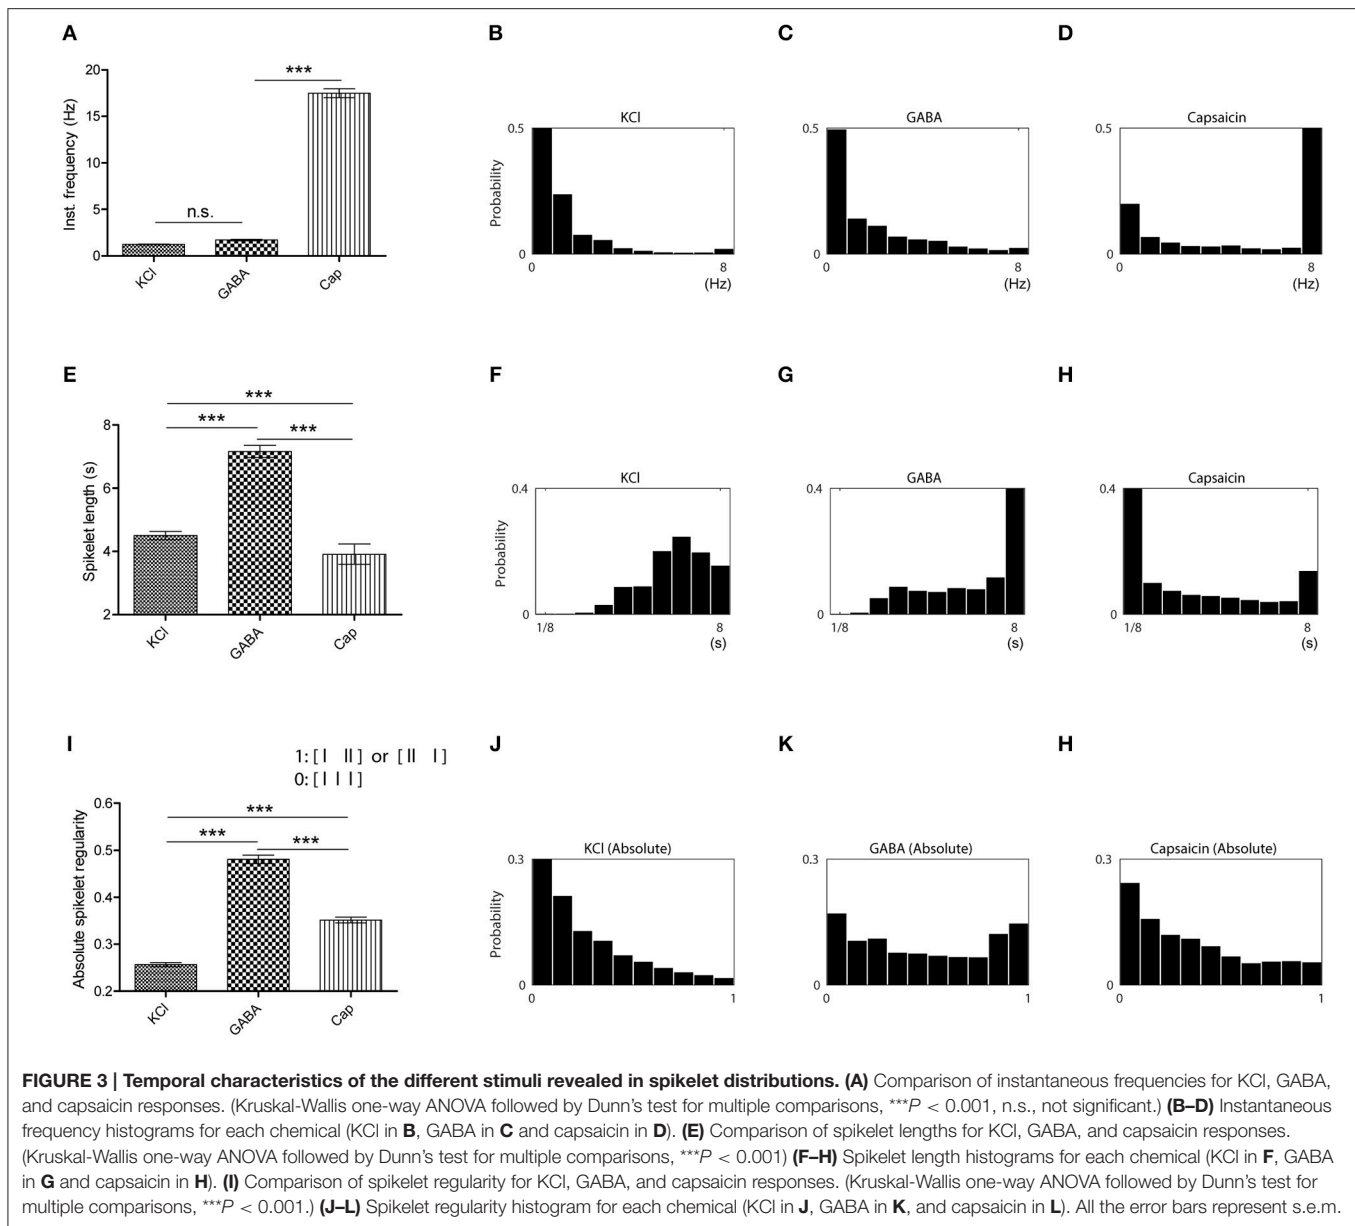 A
B
C
D
20
15
10
5
0
Inst. frequency (Hz)
***
n.s.
KCl
GABA
Cap
KCl
0.5
0
Probability
0
8
(Hz)
GABA
0.5
0
0
8
(Hz)
Capsaicin
0.5
0
0
8
(Hz)
E
F
G
H
8
6
4
2
Spikelet length (s)
***
***
***
KCl
GABA
Cap
KCl
0.4
0
Probability
1/8
8
(s)
GABA
0.4
0
1/8
8
(s)
Capsaicin
0.4
0
1/8
8
(s)
I
J
K
H
1: [ | || ] or [ || | ]
0: [ | | | ]
0.6
0.5
0.4
0.3
0.2
Absolute spikelet regularity
***
***
***
KCl
GABA
Cap
KCl (Absolute)
0.3
0
Probability
0
1
GABA (Absolute)
0.3
0
0
1
Capsaicin (Absolute)
0.3
0
0
1
FIGURE 3 | Temporal characteristics of the different stimuli revealed in spikelet distributions. (A) Comparison of instantaneous frequencies for KCl, GABA,
and capsaicin responses. (Kruskal-Wallis one-way ANOVA followed by Dunn's test for multiple comparisons, ***P < 0.001, n.s., not significant.) (B–D) Instantaneous
frequency histograms for each chemical (KCl in B, GABA in C and capsaicin in D). (E) Comparison of spikelet lengths for KCl, GABA, and capsaicin responses.
(Kruskal-Wallis one-way ANOVA followed by Dunn's test for multiple comparisons, ***P < 0.001) (F–H) Spikelet length histograms for each chemical (KCl in F, GABA
in G and capsaicin in H). (I) Comparison of spikelet regularity for KCl, GABA, and capsaicin responses. (Kruskal-Wallis one-way ANOVA followed by Dunn's test for
multiple comparisons, ***P < 0.001.) (J–L) Spikelet regularity histogram for each chemical (KCl in J, GABA in K, and capsaicin in L). All the error bars represent s.e.m.